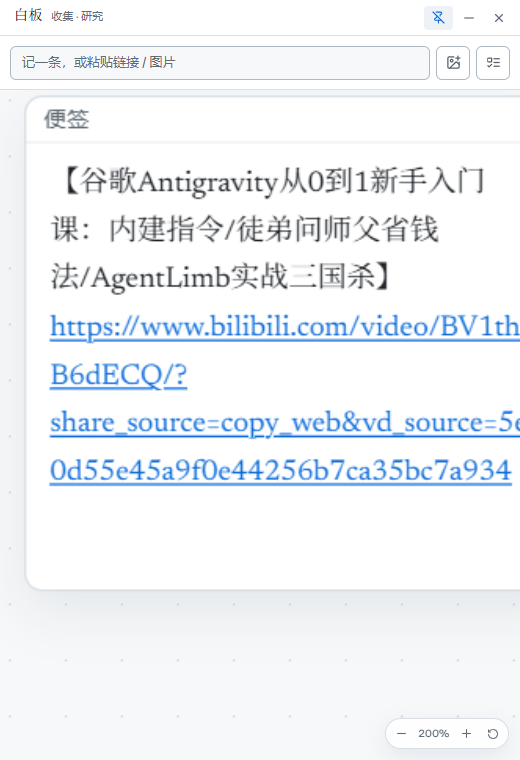 白板 收集 · 研究
记一条，或粘贴链接 / 图片
便签
【谷歌Antigravity从0到1新手入门
课：内建指令/徒弟问师父省钱
法/AgentLimb实战三国杀】
https://www.bilibili.com/video/BV1th
B6dECQ/?
share_source=copy_web&vd_source=5e
0d55e45a9f0e44256b7ca35bc7a934
200%